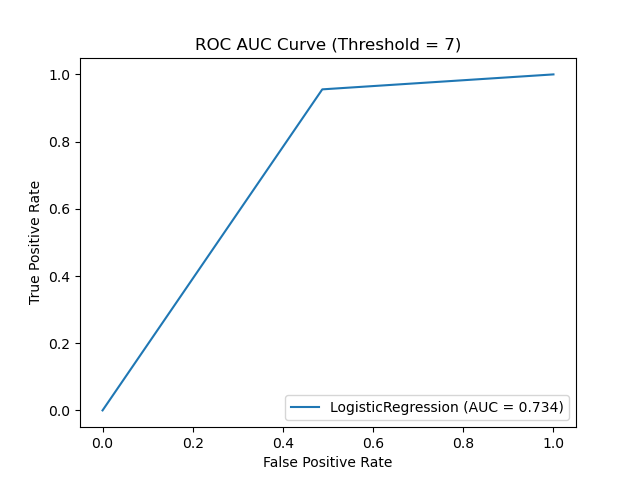 ROC AUC Curve (Threshold = 7)
1.0
0.8
0.6
0.4
0.2
0.0
True Positive Rate
LogisticRegression (AUC = 0.734)
0.0 0.2 0.4 0.6 0.8 1.0
False Positive Rate